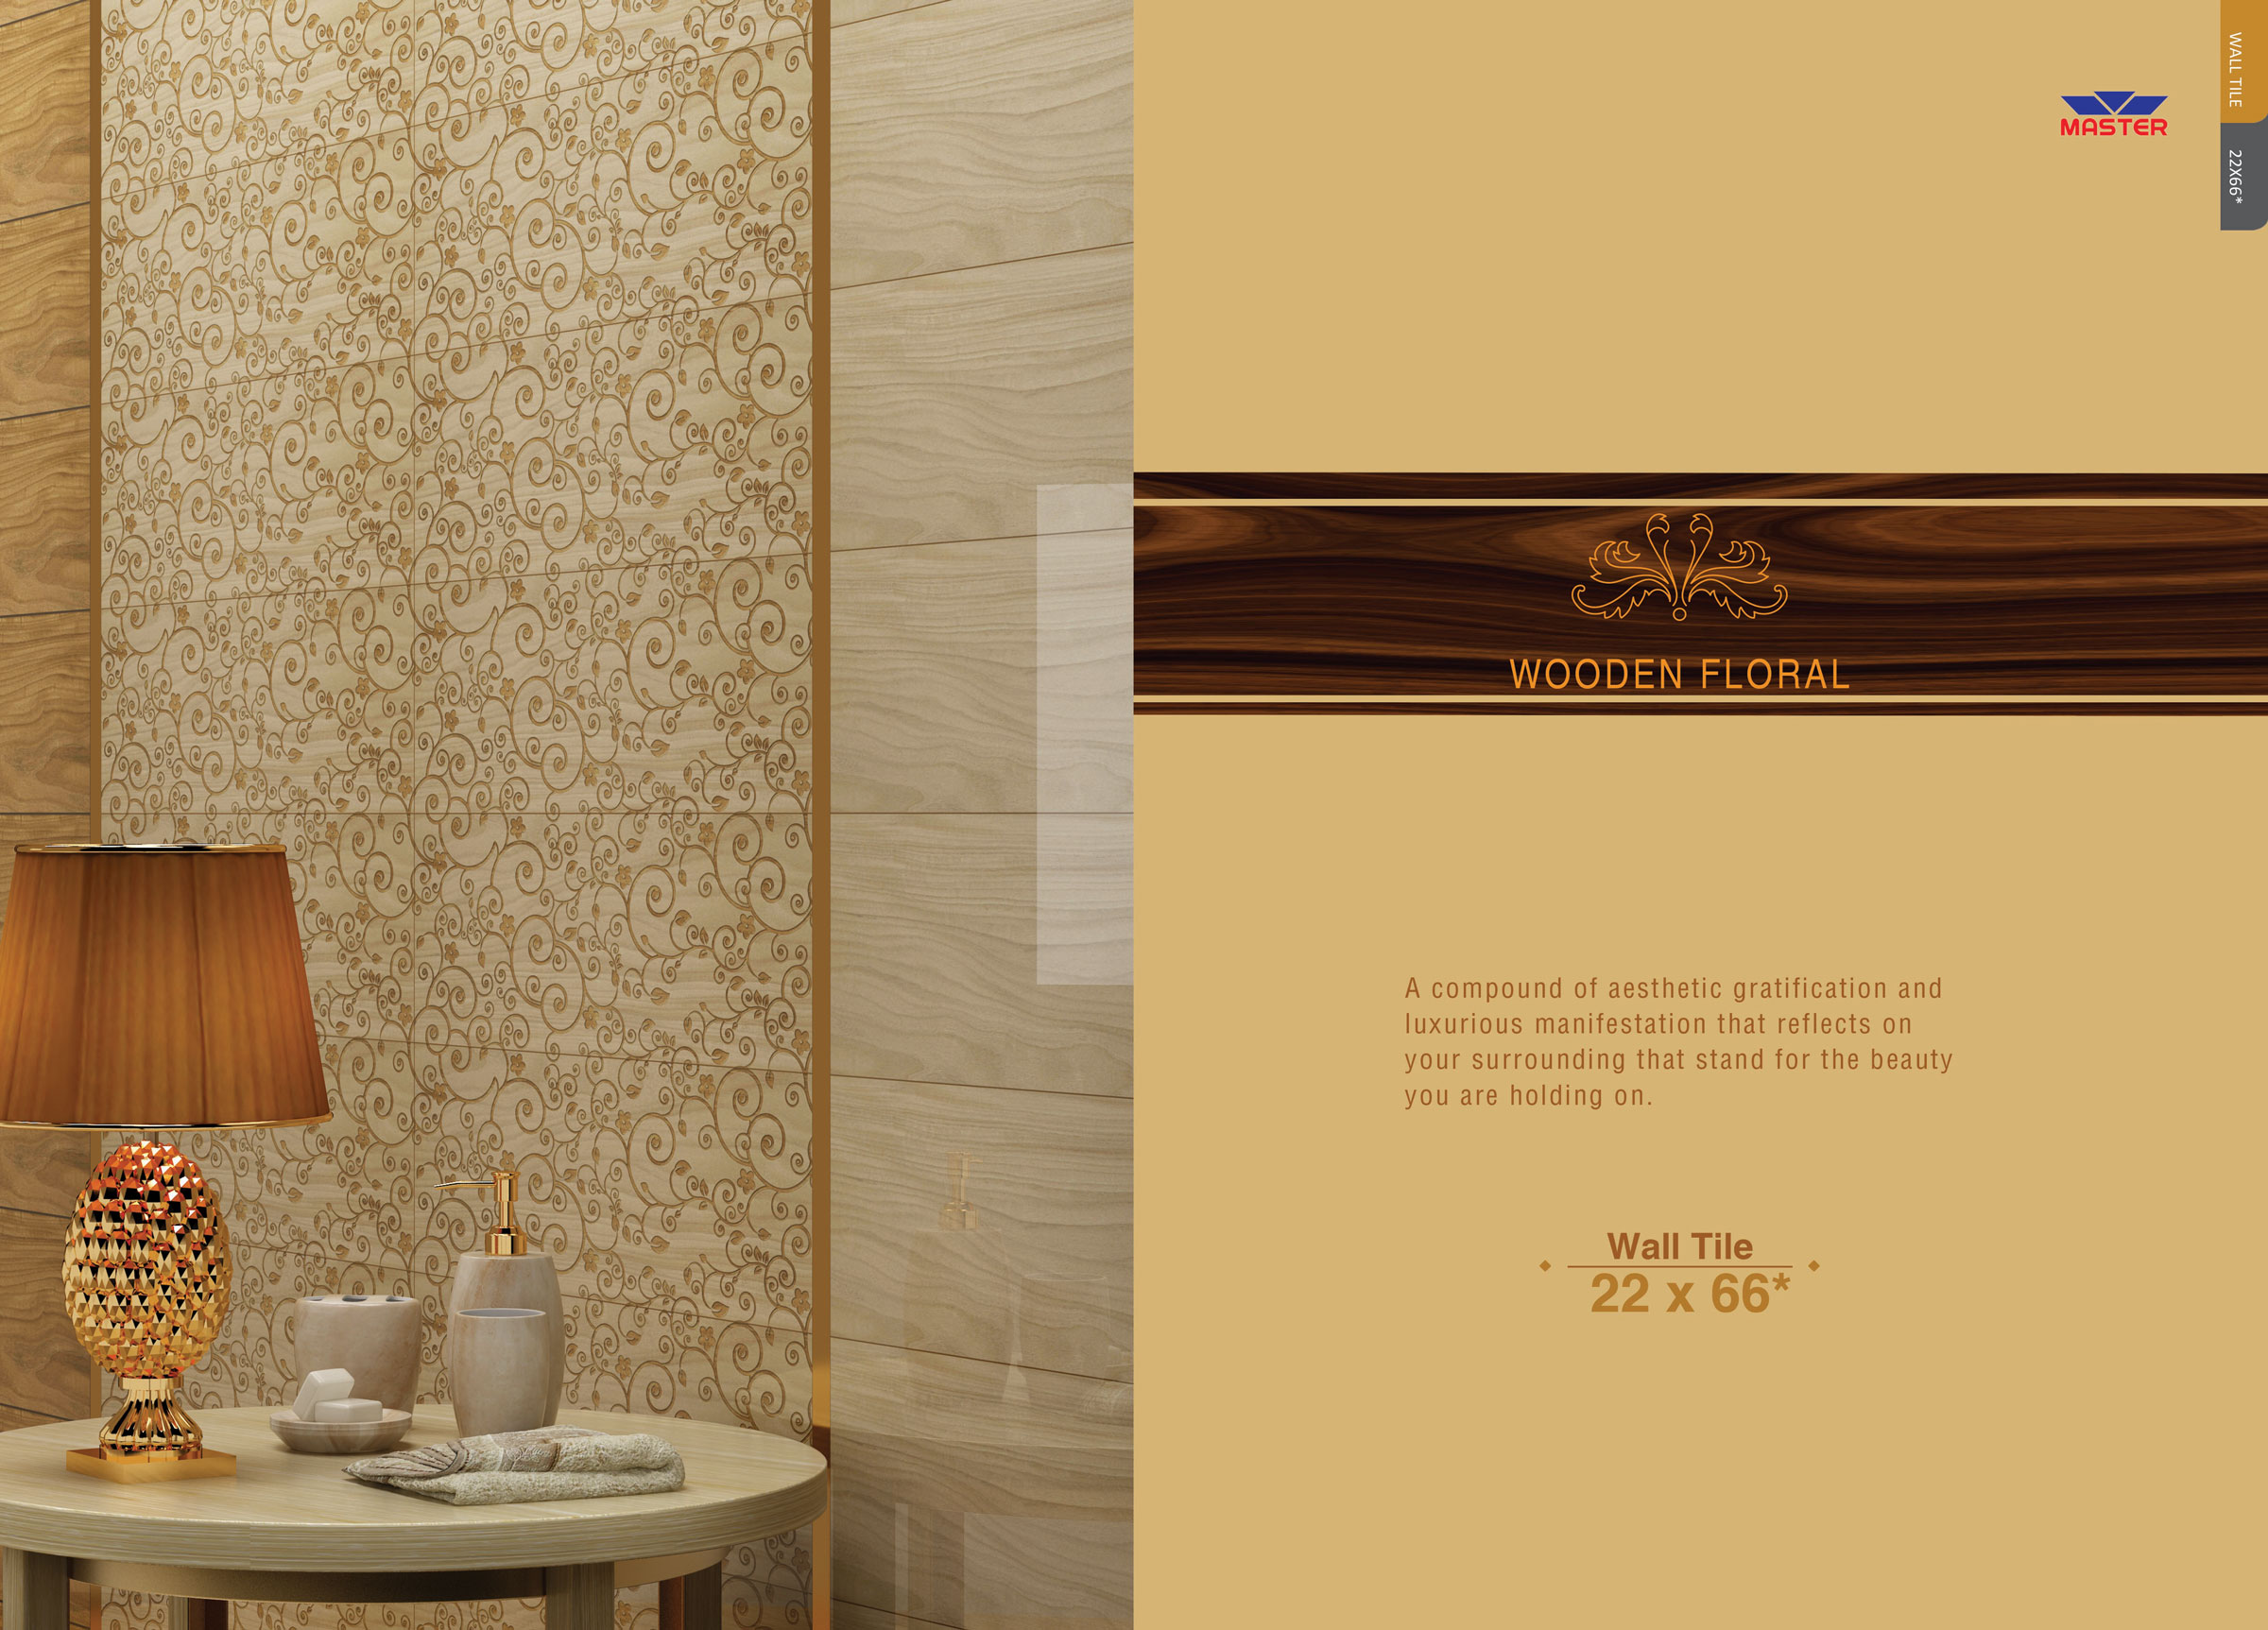 WALL TILE
22X66*
MASTER
WOODEN FLORAL
A compound of aesthetic gratification and
luxurious manifestation that reflects on
your surrounding that stand for the beauty
you are holding on.
Wall Tile
22 x 66*